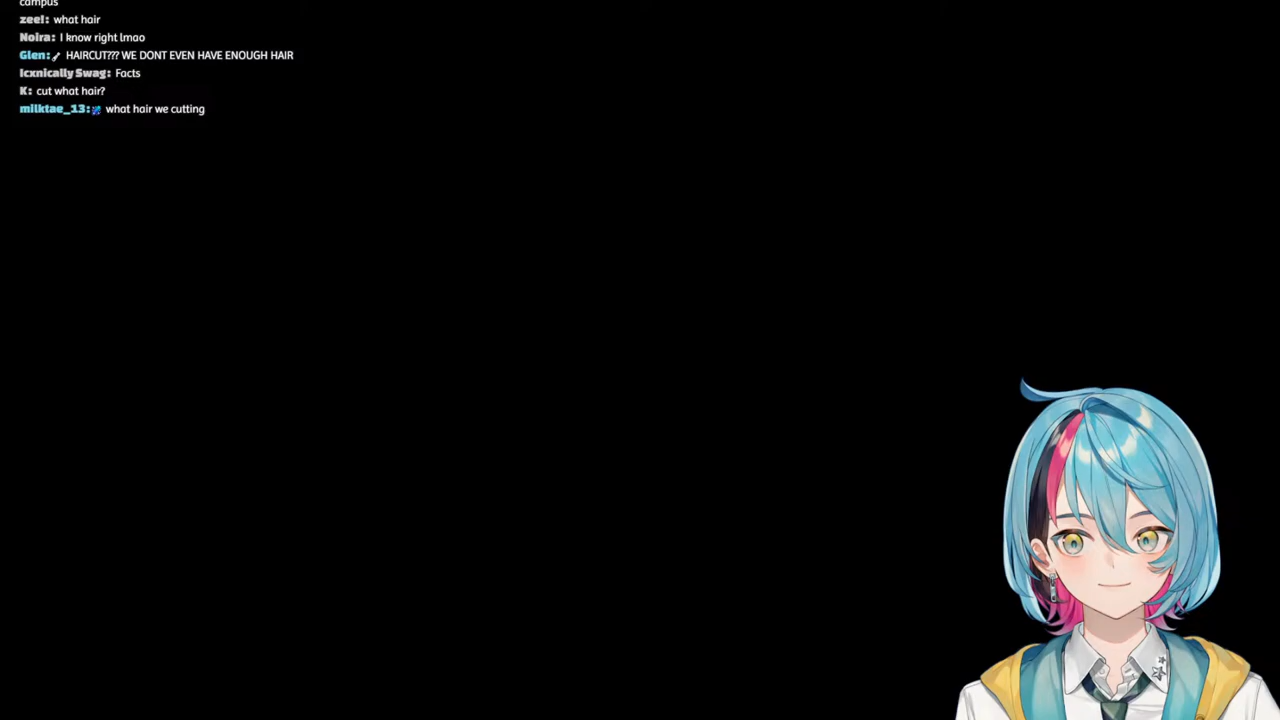 campus
zee!: what hair
Noira: I know right lmao
Glen: HAIRCUT??? WE DONT EVEN HAVE ENOUGH HAIR
Icxnically Swag: Facts
K: cut what hair?
milktae_13: what hair we cutting